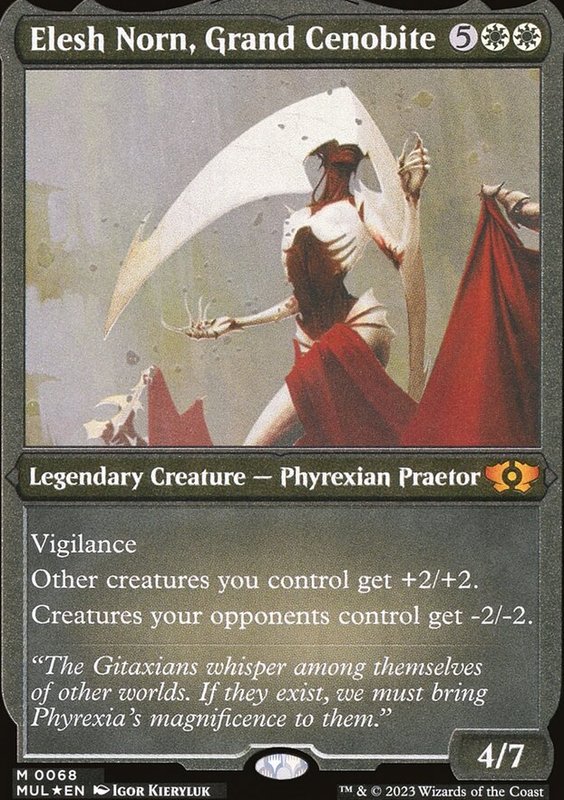 Elesh Norn, Grand Cenobite 5
Legendary Creature — Phyrexian Praetor
Vigilance
Other creatures you control get +2/+2.
Creatures your opponents control get -2/-2.
“The Gitaxians whisper among themselves
of other worlds. If they exist, we must bring
Phyrexia’s magnificence to them.”
4/7
M 0068
MUL★EN Igor Kieryluk
™ & © 2023 Wizards of the Coast